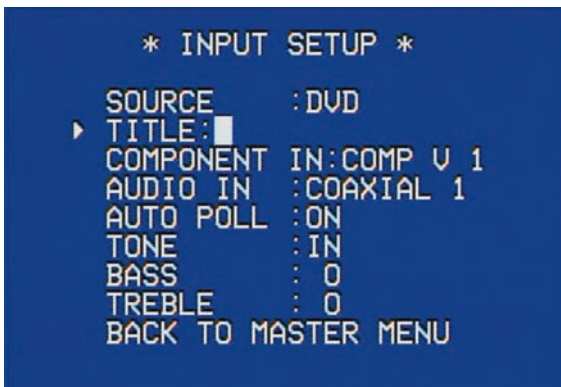 * INPUT SETUP *
SOURCE :DVD
TITLE:
COMPONENT IN:COMP V 1
AUDIO IN :COAXIAL 1
AUTO POLL :ON
TONE :IN
BASS : 0
TREBLE : 0
BACK TO MASTER MENU